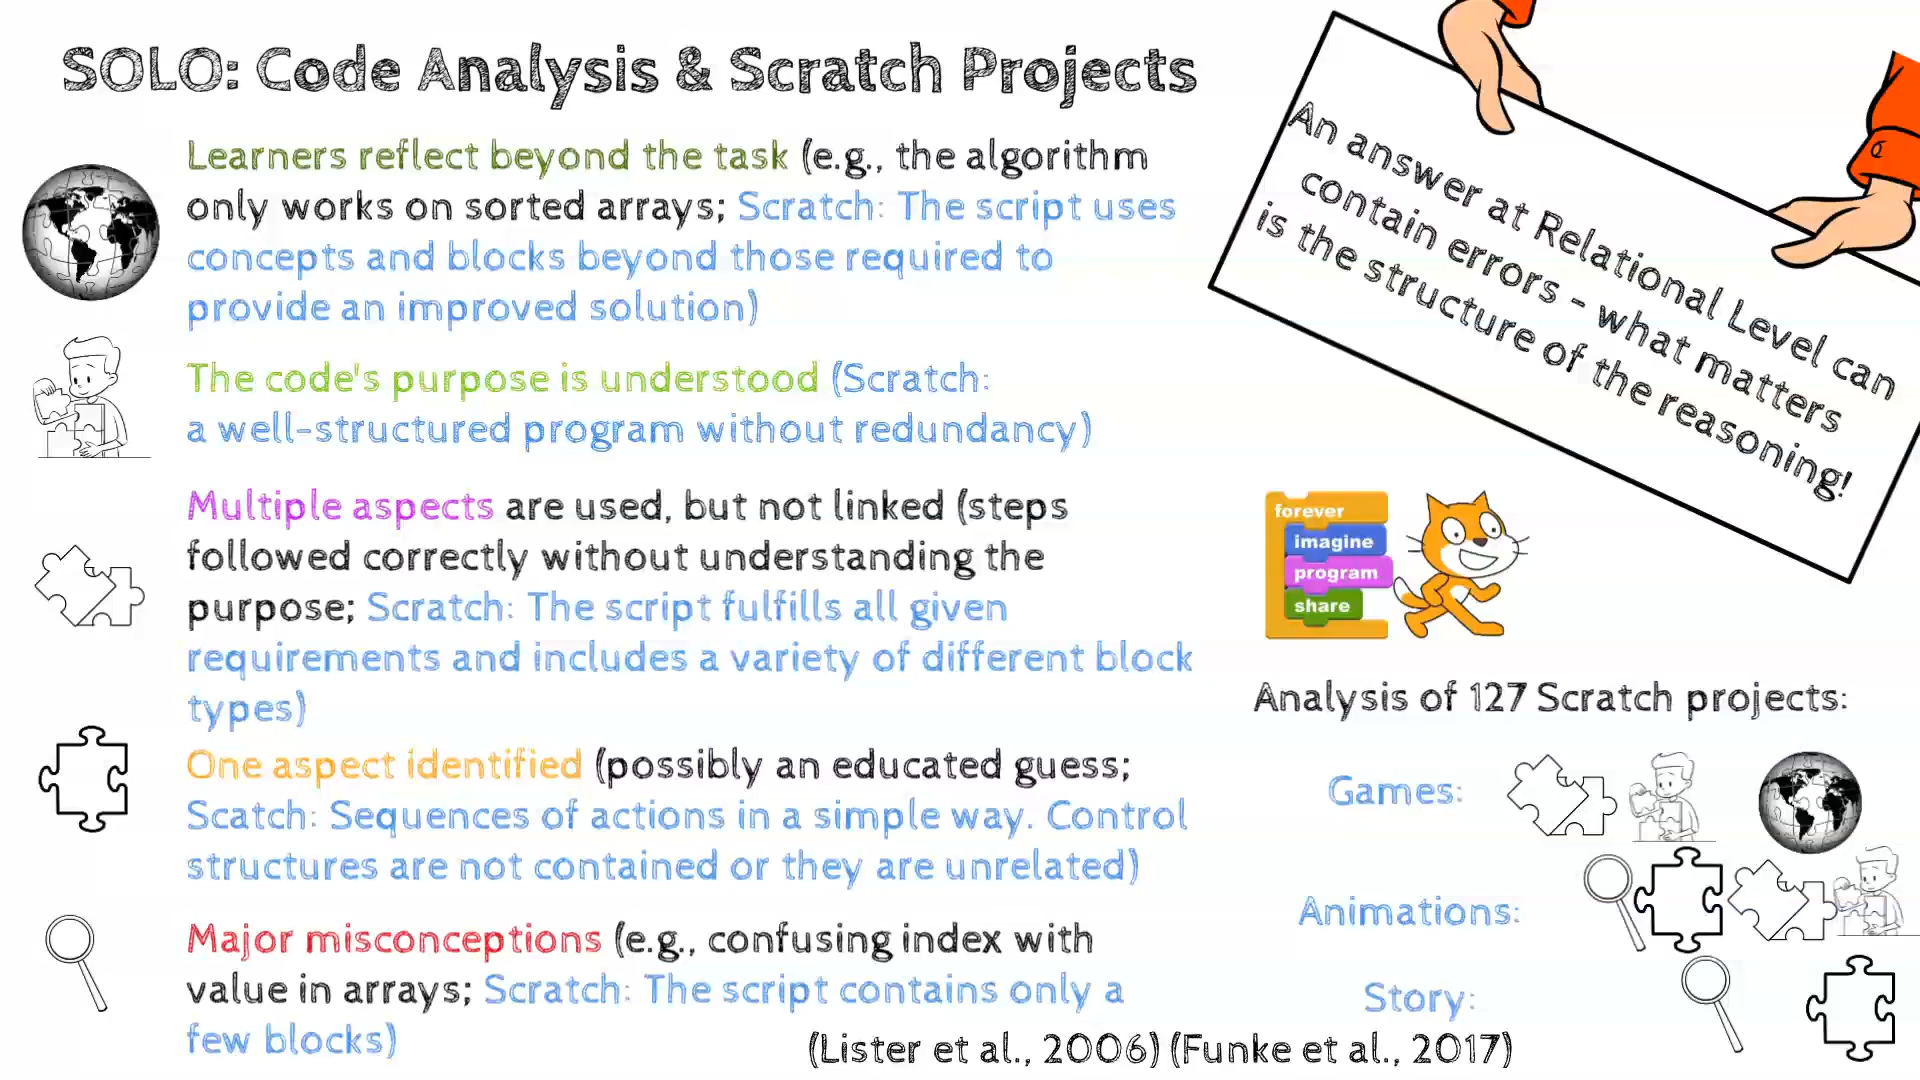 SOLO: Code Analysis & Scratch Projects
Learners reflect beyond the task (e.g., the algorithm
only works on sorted arrays; Scratch: The script uses
concepts and blocks beyond those required to
provide an improved solution)
The code's purpose is understood (Scratch:
a well-structured program without redundancy)
Multiple aspects are used, but not linked (steps
followed correctly without understanding the
purpose; Scratch: The script fulfills all given
requirements and includes a variety of different block
types)
One aspect identified (possibly an educated guess;
Scatch: Sequences of actions in a simple way. Control
structures are not contained or they are unrelated)
Major misconceptions (e.g., confusing index with
value in arrays; Scratch: The script contains only a
few blocks)
An answer at Relational Level can
contain errors - what matters
is the structure of the reasoning!
forever
imagine
program
share
Analysis of 127 Scratch projects:
Games:
Animations:
Story:
(Lister et al., 2006) (Funke et al., 2017)